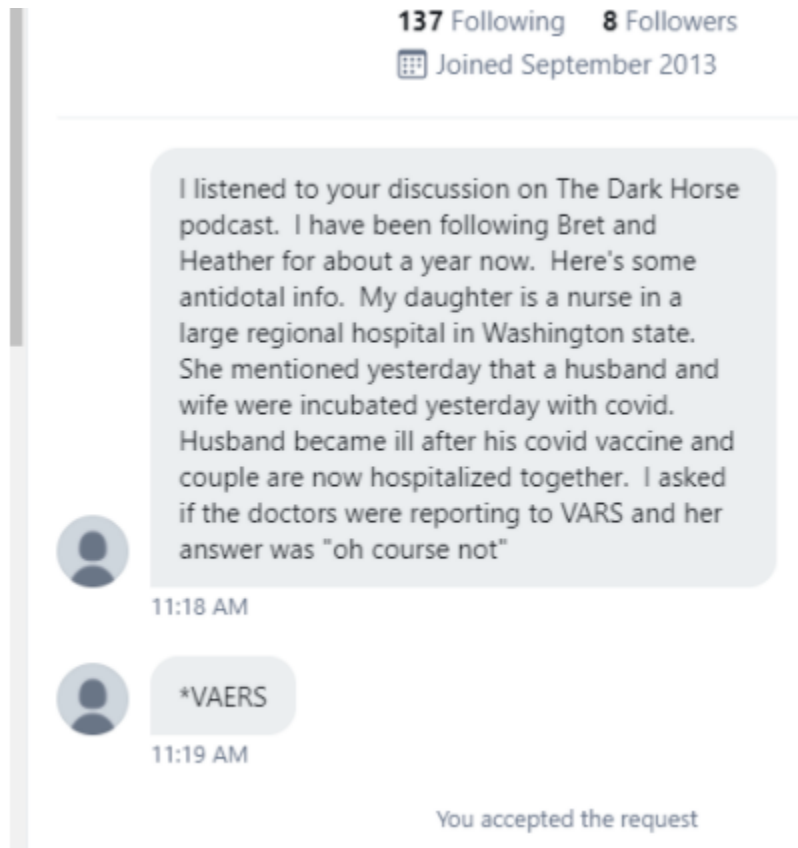 137 Following 8 Followers
Joined September 2013
I listened to your discussion on The Dark Horse
podcast. I have been following Bret and
Heather for about a year now. Here's some
antidotal info. My daughter is a nurse in a
large regional hospital in Washington state.
She mentioned yesterday that a husband and
wife were incubated yesterday with covid.
Husband became ill after his covid vaccine and
couple are now hospitalized together. I asked
if the doctors were reporting to VARS and her
answer was "oh course not"
11:18 AM
*VAERS
11:19 AM
You accepted the request